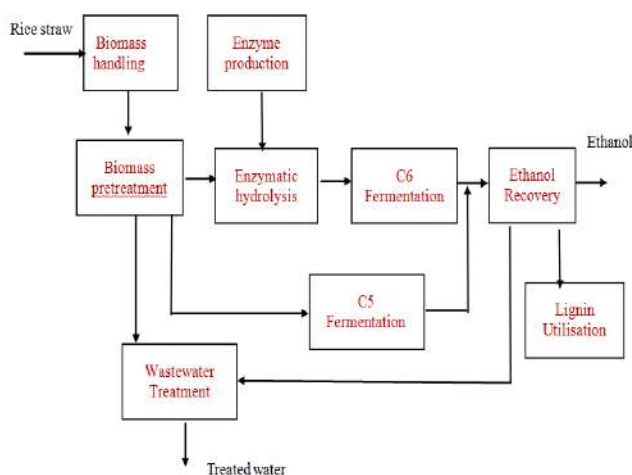 Rice straw
Biomass
handling
Enzyme
production
Biomass
pretreatment
Enzymatic
hydrolysis
C6
Fermentation
Ethanol
Recovery
Ethanol
C5
Fermentation
Lignin
Utilisation
Wastewater
Treatment
Treated water